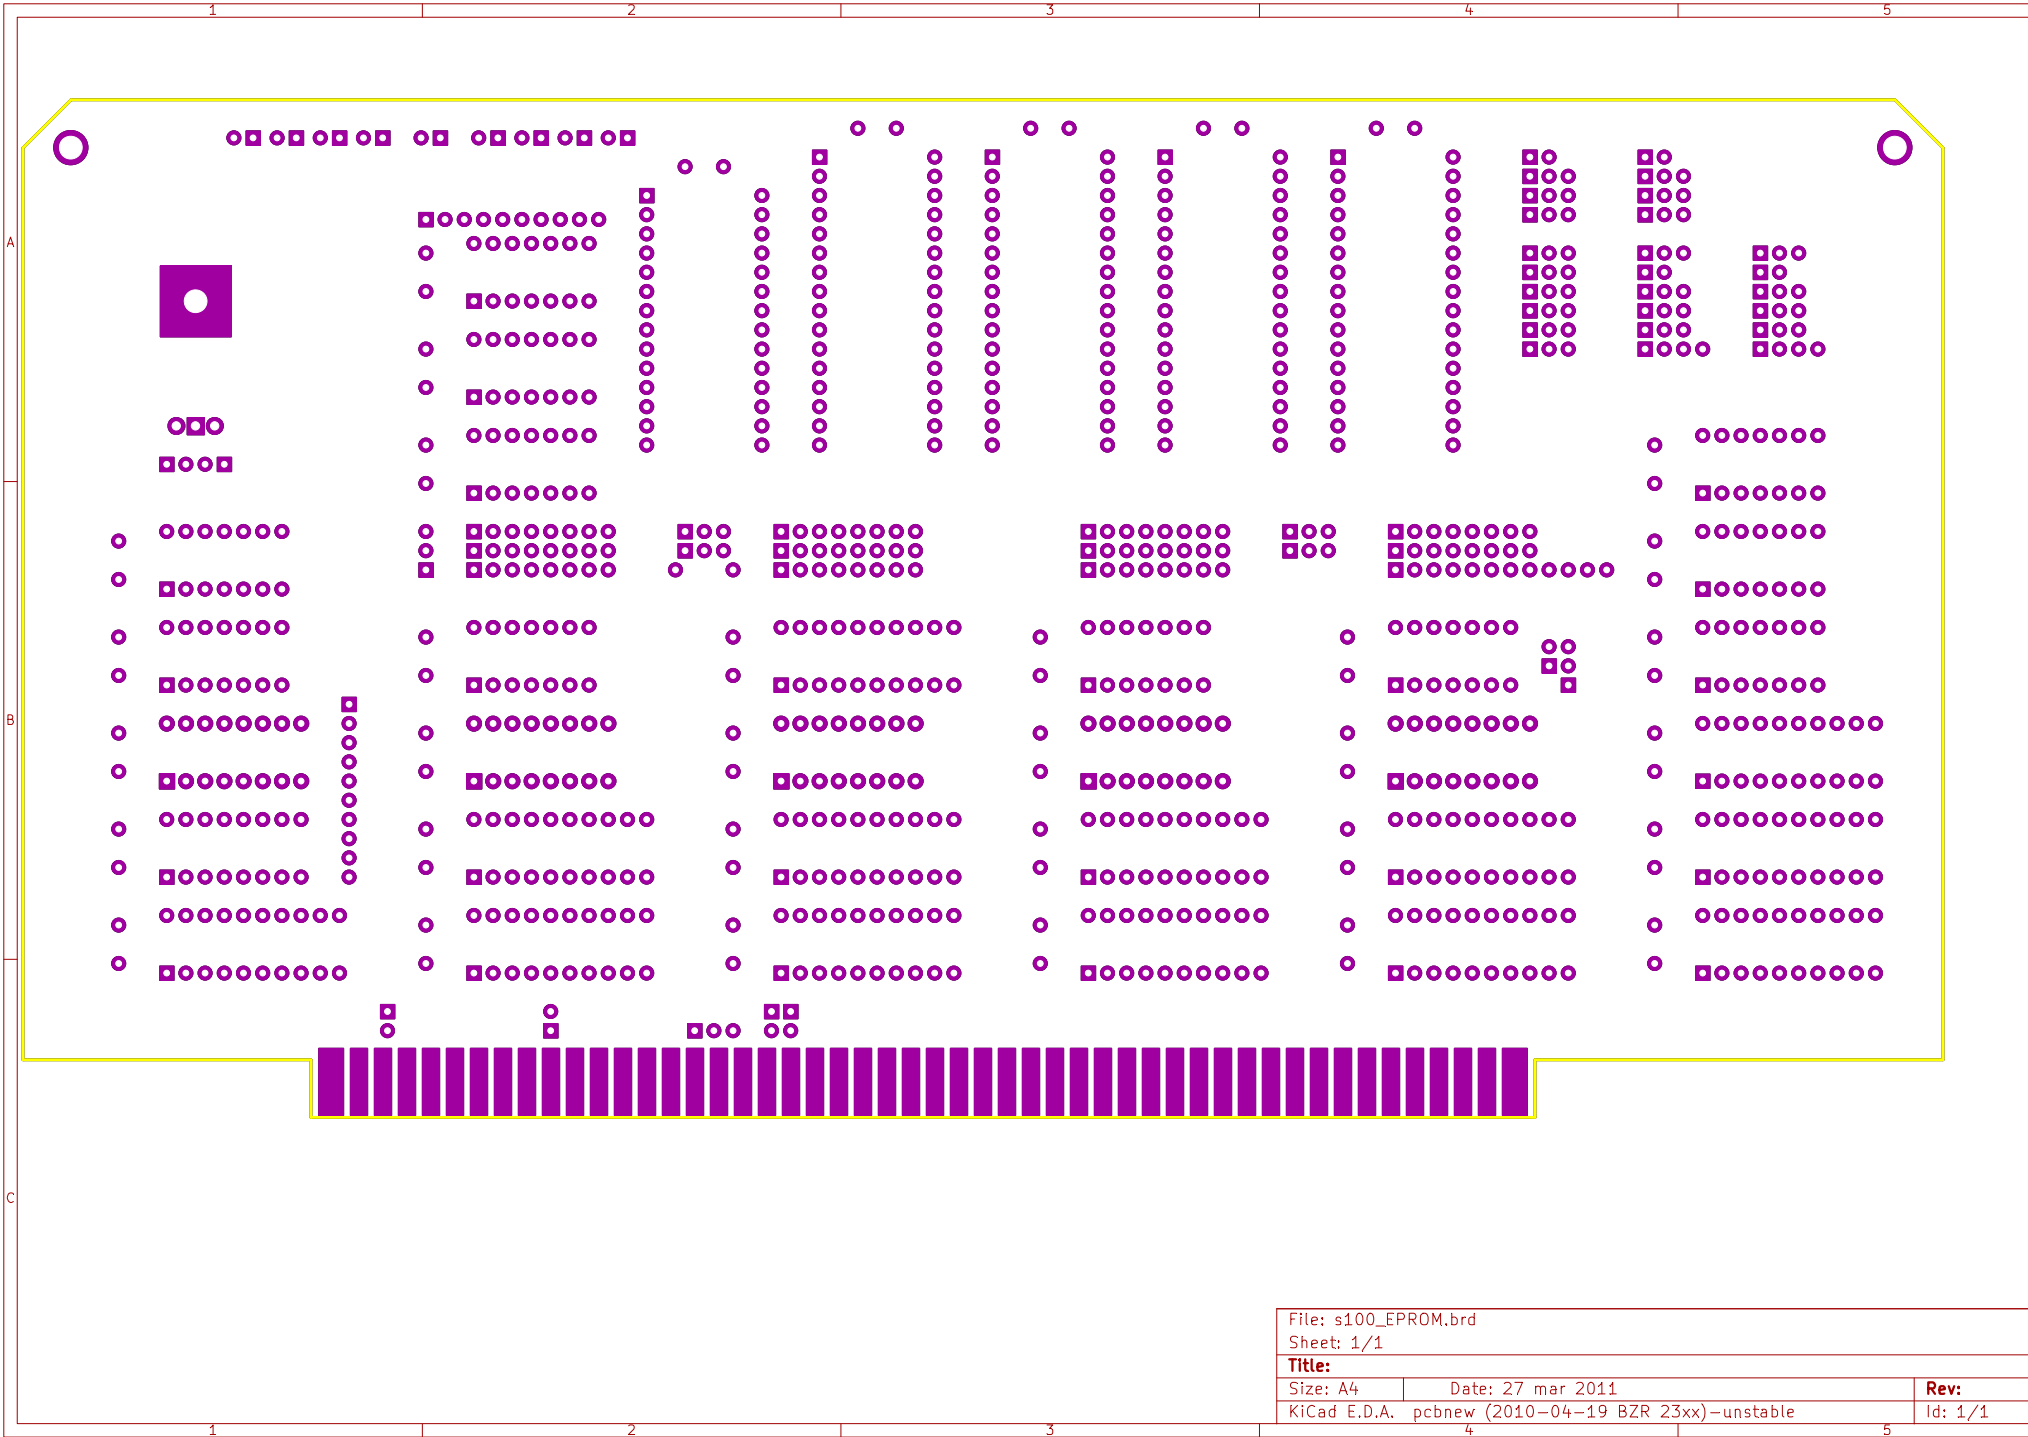 1 2 3 4 5
A
B
C
File: s100_EPROM.brd
Sheet: 1/1
Title:
Size: A4 Date: 27 mar 2011 Rev:
KiCad E.D.A. pcbnew (2010-04-19 BZR 23xx)-unstable Id: 1/1
1 2 3 4 5